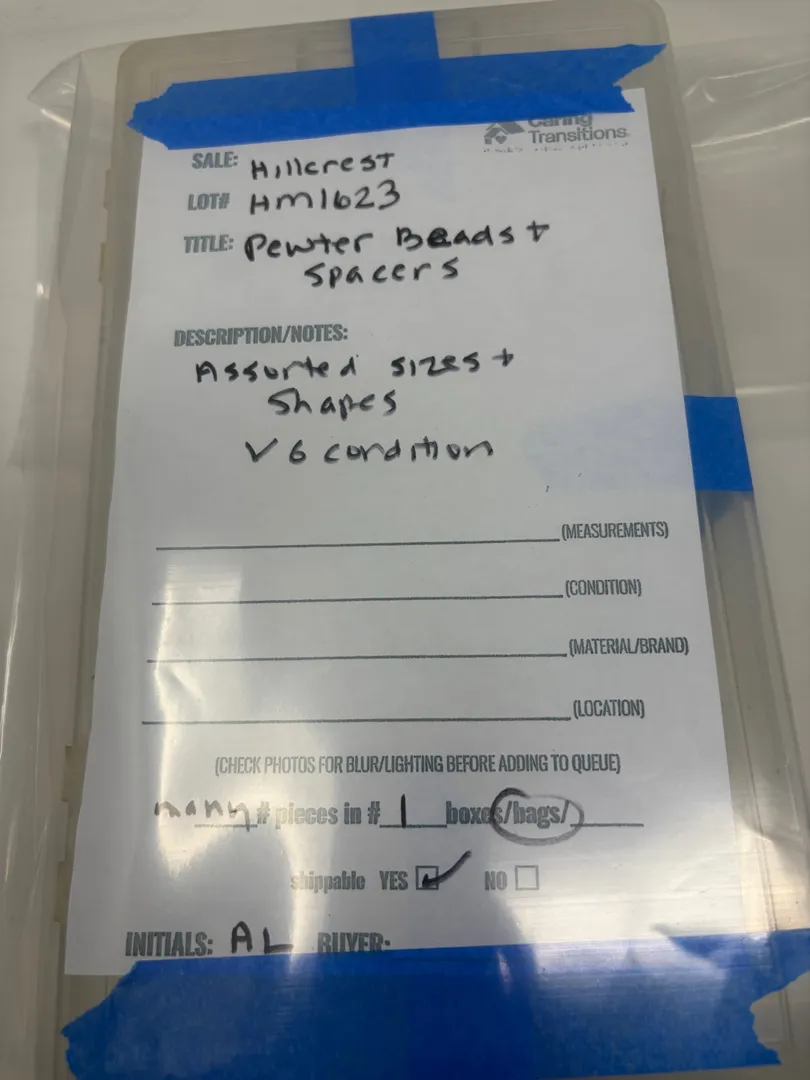 Caring
Transitions
SALE: Hillcrest
LOT# HM1623
TITLE: Pewter Beads +
Spacers
DESCRIPTION/NOTES:
Assorted sizes +
Shapes
VG condition
(MEASUREMENTS)
(CONDITION)
(MATERIAL/BRAND)
(LOCATION)
(CHECK PHOTOS FOR BLUR/LIGHTING BEFORE ADDING TO QUEUE)
many # pieces in # 1 boxes/bags/
shippable YES NO
INITIALS: AL BUYER: